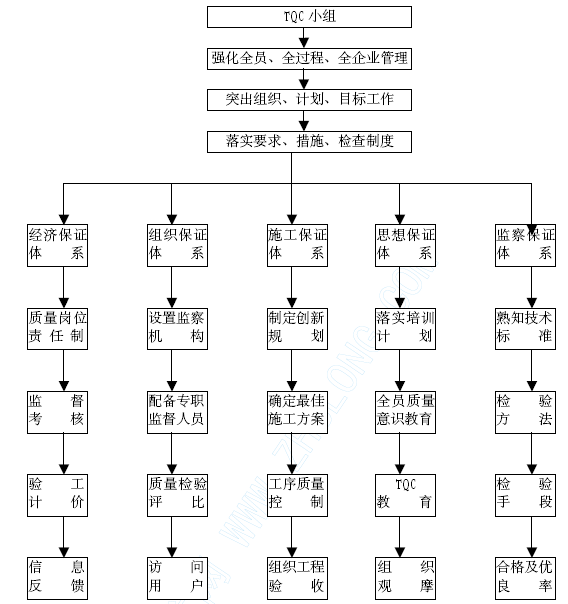 TQC 小组
强化全员、全过程、全企业管理
突出组织、计划、目标工作
落实要求、措施、检查制度
经济保证
体系
组织保证
体系
施工保证
体系
思想保证
体系
监察保证
体系
质量岗位
责任制
设置监察
机构
制定创新
规划
落实培训
计划
熟知技术
标准
监督
考核
配备专职
监督人员
确定最佳
施工方案
全员质量
意识教育
检验
方法
验工
计价
质量检验
评比
工序质量
控制
TQC
教育
检验
手段
信息
反馈
访问
用户
组织工程
验收
组织
观摩
合格及优
良率